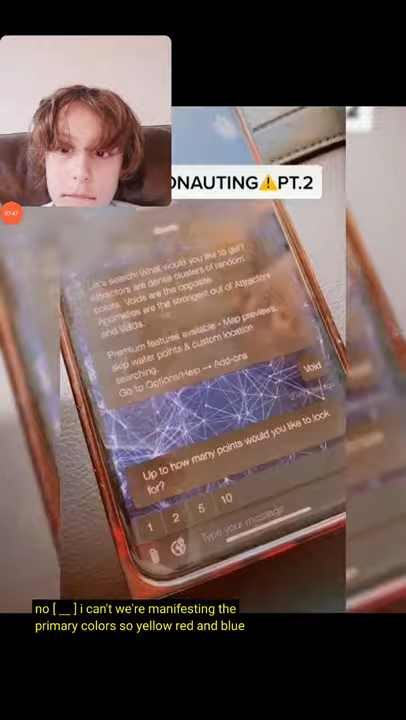 ONAUTING⚠️PT.2
07:47
Let's search! What would you like to get?
Attractors are dense clusters of random
points. Voids are the opposite.
Anomalies are the strongest out of Attractors
and Voids.
Premium features available - Map previews,
skip water points & custom location
searching.
Go to Options/Help → Add-ons
Void
Up to how many points would you like to look
for?
1 2 5 10
Type your message
no [ __ ] i can't we're manifesting the
primary colors so yellow red and blue